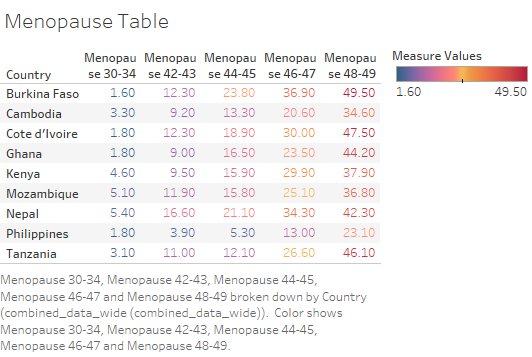 Menopause Table
Country Menopau se 30-34 Menopau se 42-43 Menopau se 44-45 Menopau se 46-47 Menopau se 48-49
Burkina Faso 1.60 12.30 23.80 36.90 49.50
Cambodia 3.30 9.20 13.30 20.60 34.60
Cote d'Ivoire 1.80 12.30 18.90 30.00 47.50
Ghana 1.80 9.00 16.50 23.50 44.20
Kenya 4.60 9.50 15.90 29.90 37.90
Mozambique 5.10 11.90 15.80 25.10 36.80
Nepal 5.40 16.60 21.10 34.30 42.30
Philippines 1.80 3.90 5.30 13.00 23.10
Tanzania 3.10 11.00 12.10 26.60 46.10
Measure Values
1.60 49.50
Menopause 30-34, Menopause 42-43, Menopause 44-45,
Menopause 46-47 and Menopause 48-49 broken down by Country
(combined_data_wide (combined_data_wide)). Color shows
Menopause 30-34, Menopause 42-43, Menopause 44-45,
Menopause 46-47 and Menopause 48-49.